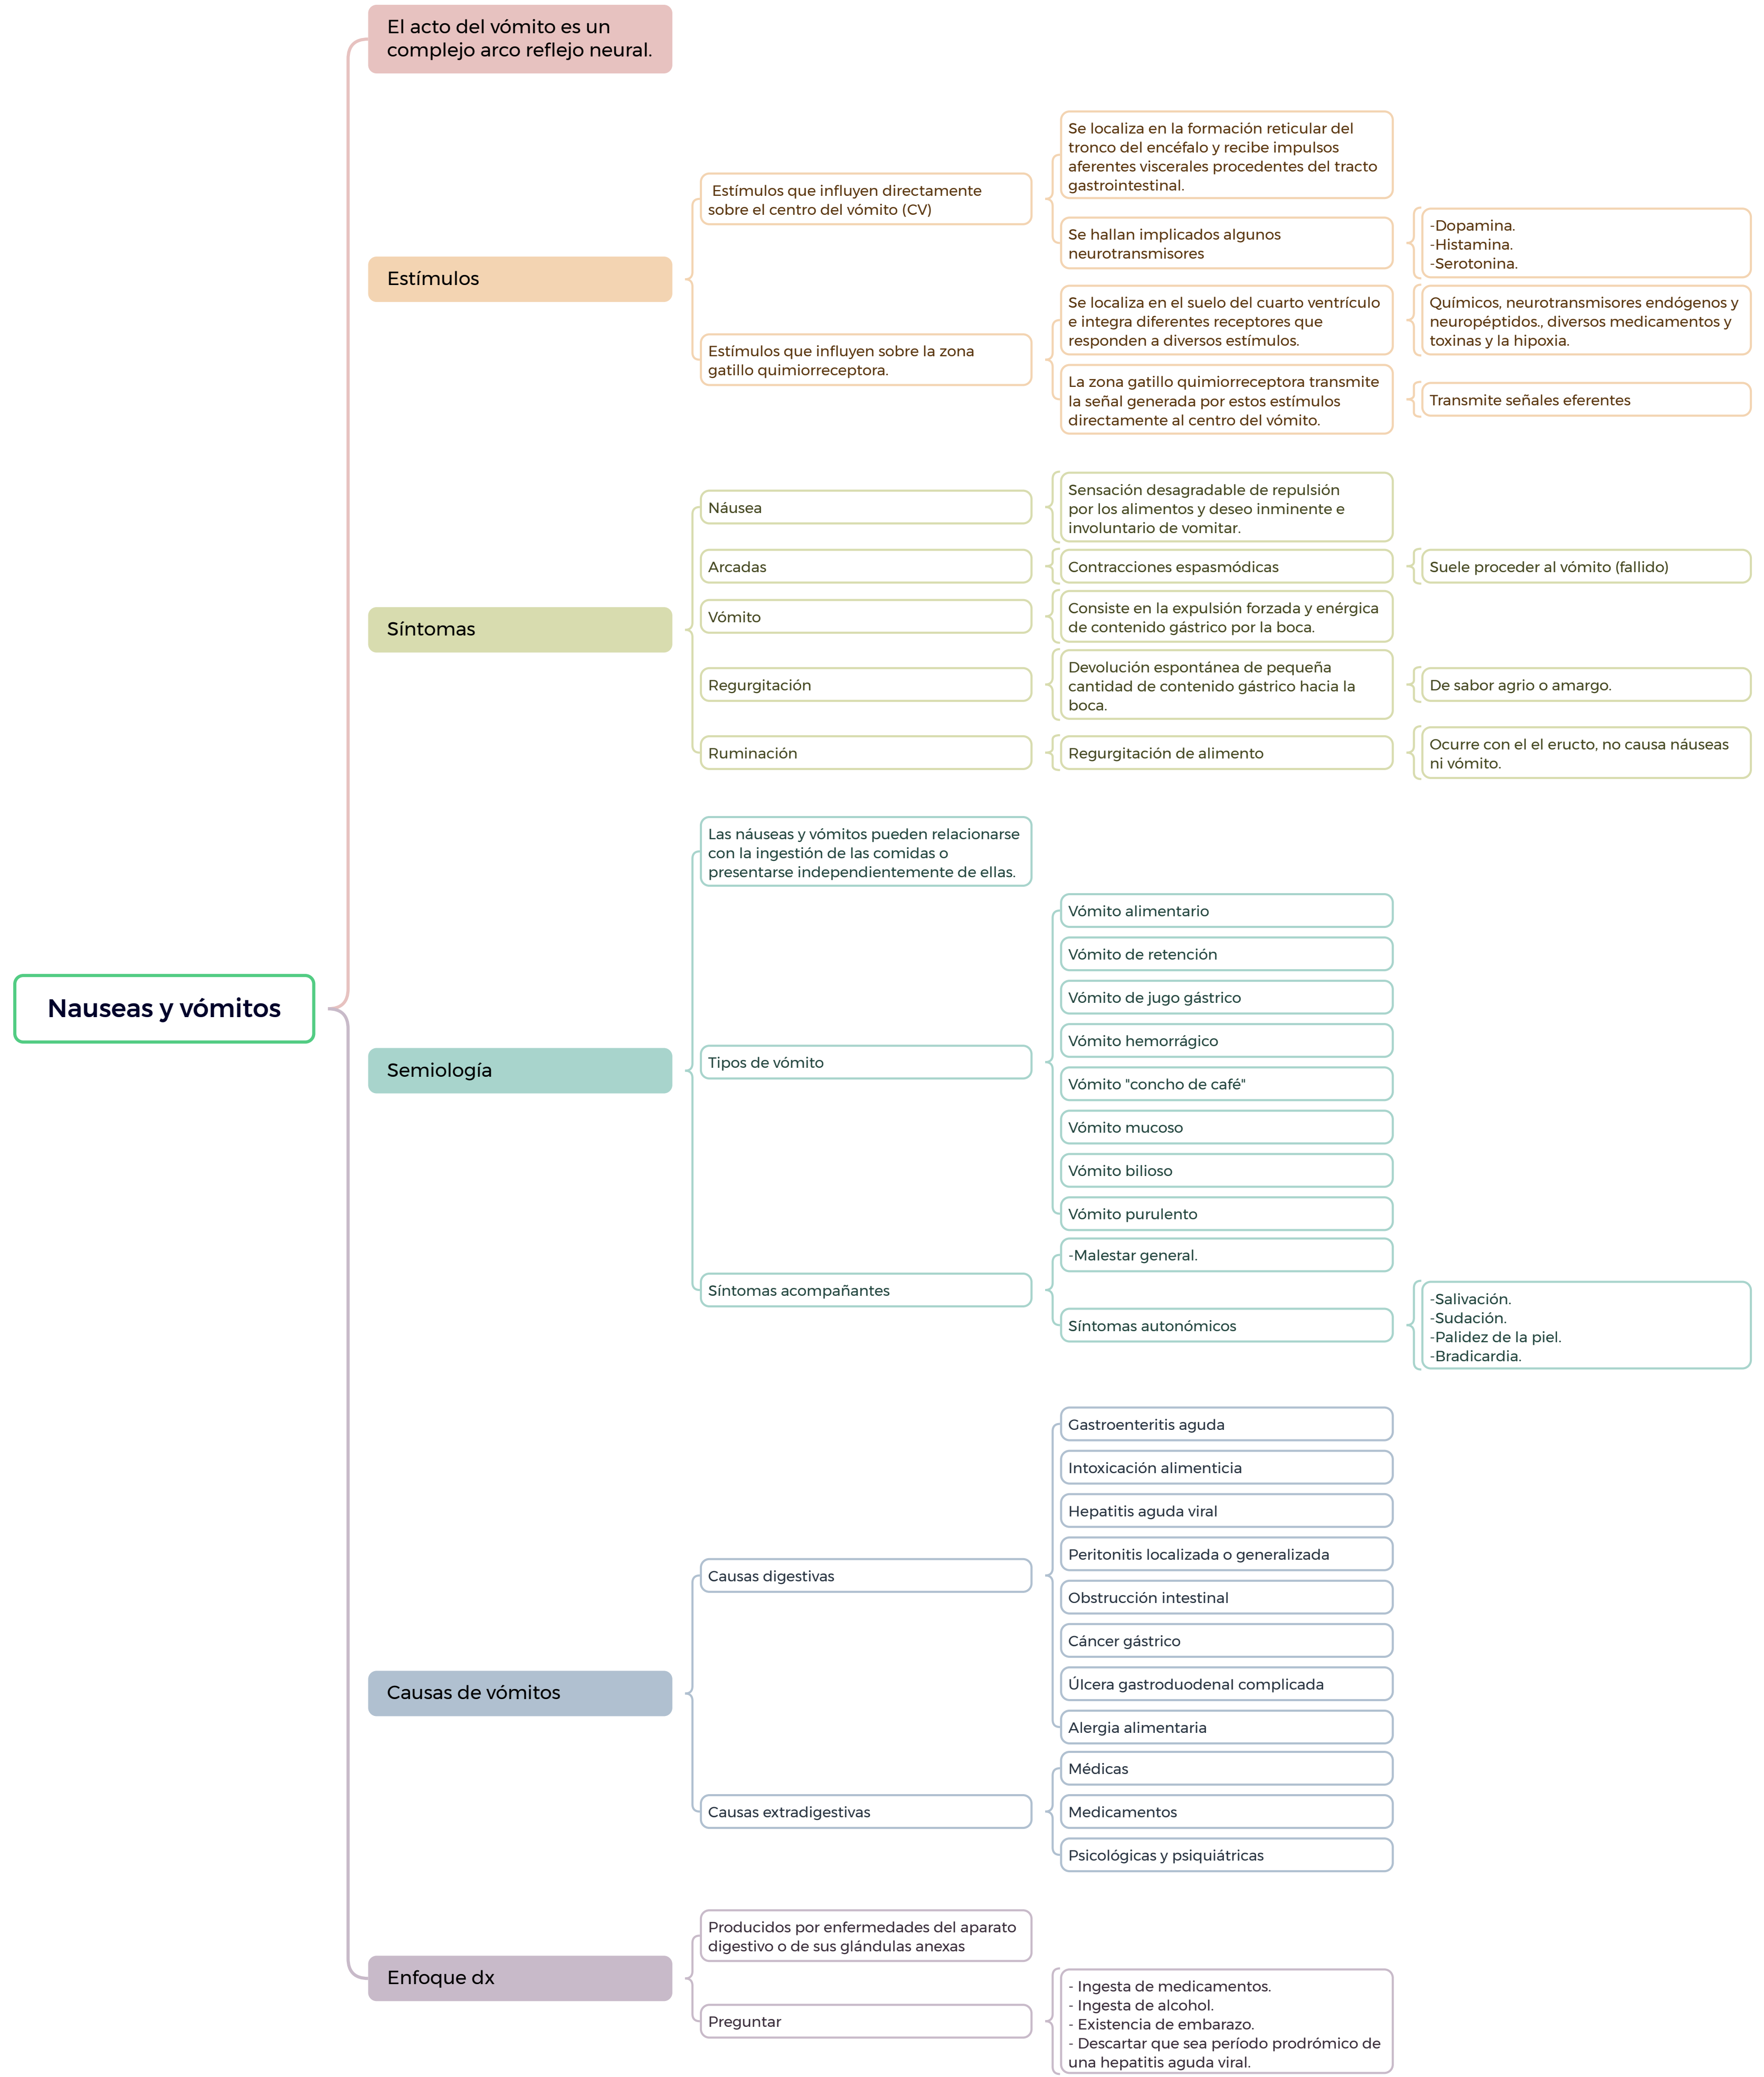 Nauseas y vómitos
El acto del vómito es un
complejo arco reflejo neural.
Estímulos
Estímulos que influyen directamente
sobre el centro del vómito (CV)
Se localiza en la formación reticular del
tronco del encéfalo y recibe impulsos
aferentes viscerales procedentes del tracto
gastrointestinal.
Se hallan implicados algunos
neurotransmisores
-Dopamina.
-Histamina.
-Serotonina.
Estímulos que influyen sobre la zona
gatillo quimiorreceptora.
Se localiza en el suelo del cuarto ventrículo
e integra diferentes receptores que
responden a diversos estímulos.
Químicos, neurotransmisores endógenos y
neuropéptidos., diversos medicamentos y
toxinas y la hipoxia.
La zona gatillo quimiorreceptora transmite
la señal generada por estos estímulos
directamente al centro del vómito.
Transmite señales eferentes
Síntomas
Náusea
Sensación desagradable de repulsión
por los alimentos y deseo inminente e
involuntario de vomitar.
Arcadas
Contracciones espasmódicas
Suele proceder al vómito (fallido)
Vómito
Consiste en la expulsión forzada y enérgica
de contenido gástrico por la boca.
Regurgitación
Devolución espontánea de pequeña
cantidad de contenido gástrico hacia la
boca.
De sabor agrio o amargo.
Ruminación
Regurgitación de alimento
Ocurre con el el eructo, no causa náuseas
ni vómito.
Semiología
Las náuseas y vómitos pueden relacionarse
con la ingestión de las comidas o
presentarse independientemente de ellas.
Tipos de vómito
Vómito alimentario
Vómito de retención
Vómito de jugo gástrico
Vómito hemorrágico
Vómito "concho de café"
Vómito mucoso
Vómito bilioso
Vómito purulento
Síntomas acompañantes
-Malestar general.
Síntomas autonómicos
-Salivación.
-Sudación.
-Palidez de la piel.
-Bradicardia.
Causas de vómitos
Causas digestivas
Gastroenteritis aguda
Intoxicación alimenticia
Hepatitis aguda viral
Peritonitis localizada o generalizada
Obstrucción intestinal
Cáncer gástrico
Úlcera gastroduodenal complicada
Alergia alimentaria
Causas extradigestivas
Médicas
Medicamentos
Psicológicas y psiquiátricas
Enfoque dx
Producidos por enfermedades del aparato
digestivo o de sus glándulas anexas
Preguntar
- Ingesta de medicamentos.
- Ingesta de alcohol.
- Existencia de embarazo.
- Descartar que sea período prodrómico de
una hepatitis aguda viral.